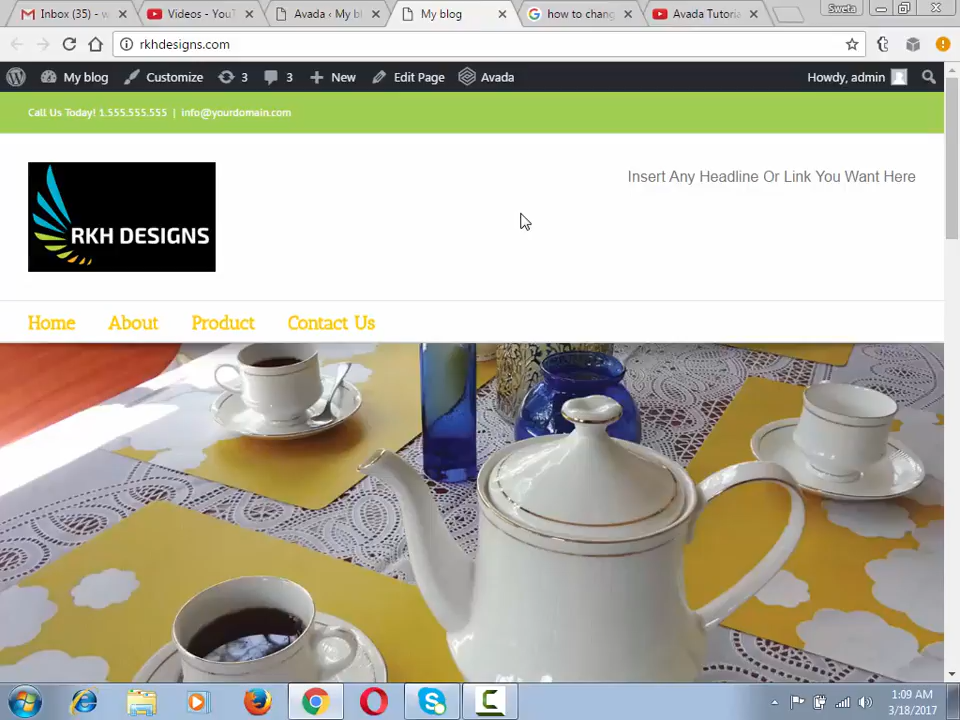 Inbox (35) - w
Videos - YouT
Avada ‹ My bl
My blog
how to chang
Avada Tutoria
Sweta
rkhdesigns.com
My blog
Customize
3
3
New
Edit Page
Avada
Howdy, admin
Call Us Today! 1.555.555.555 | info@yourdomain.com
RKH DESIGNS
Insert Any Headline Or Link You Want Here
Home
About
Product
Contact Us
1:09 AM
3/18/2017